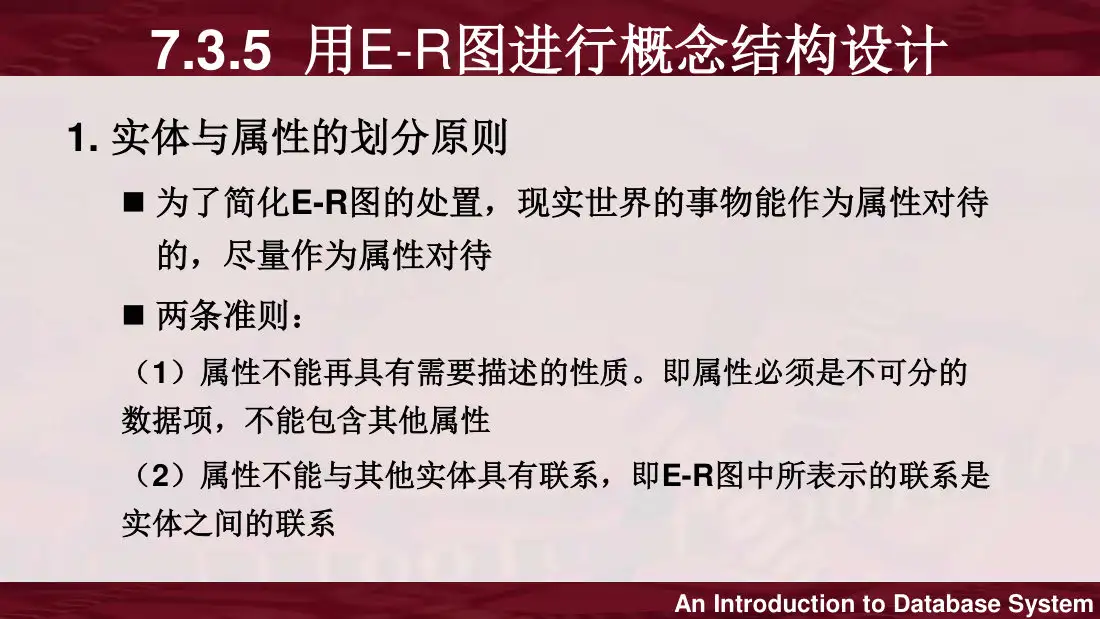 7.3.5 用E-R图进行概念结构设计
1. 实体与属性的划分原则
■ 为了简化E-R图的处置，现实世界的事物能作为属性对待
的，尽量作为属性对待
■ 两条准则：
（1）属性不能再具有需要描述的性质。即属性必须是不可分的
数据项，不能包含其他属性
（2）属性不能与其他实体具有联系，即E-R图中所表示的联系是
实体之间的联系
An Introduction to Database System